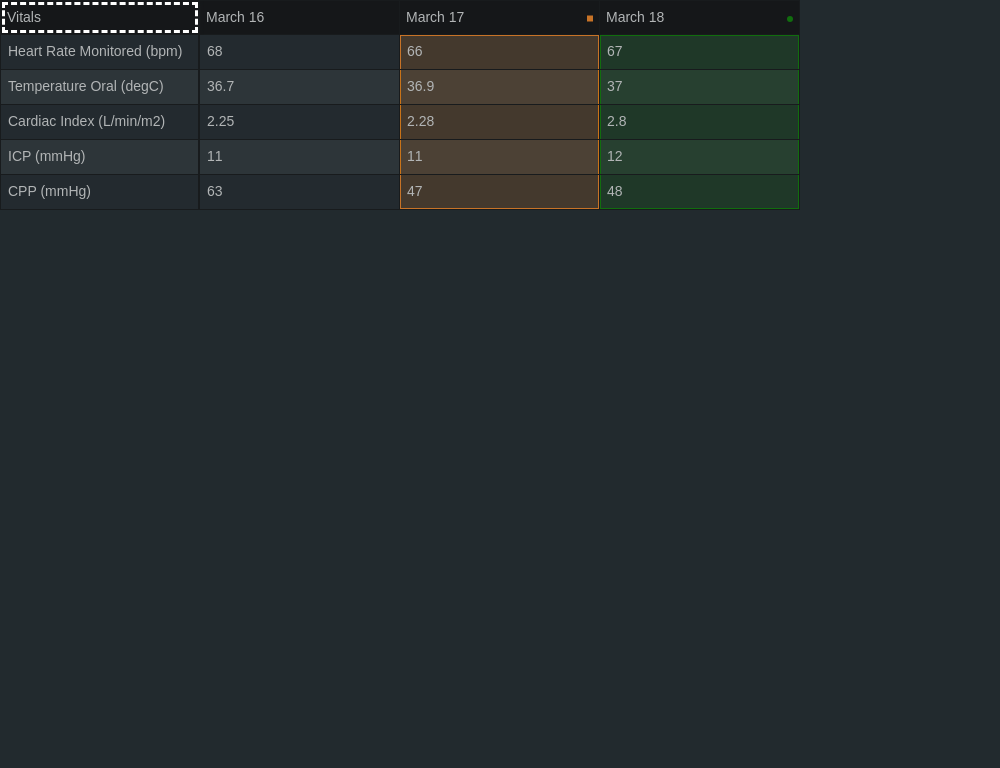 Vitals March 16 March 17 March 18
Heart Rate Monitored (bpm) 68 66 67
Temperature Oral (degC) 36.7 36.9 37
Cardiac Index (L/min/m2) 2.25 2.28 2.8
ICP (mmHg) 11 11 12
CPP (mmHg) 63 47 48